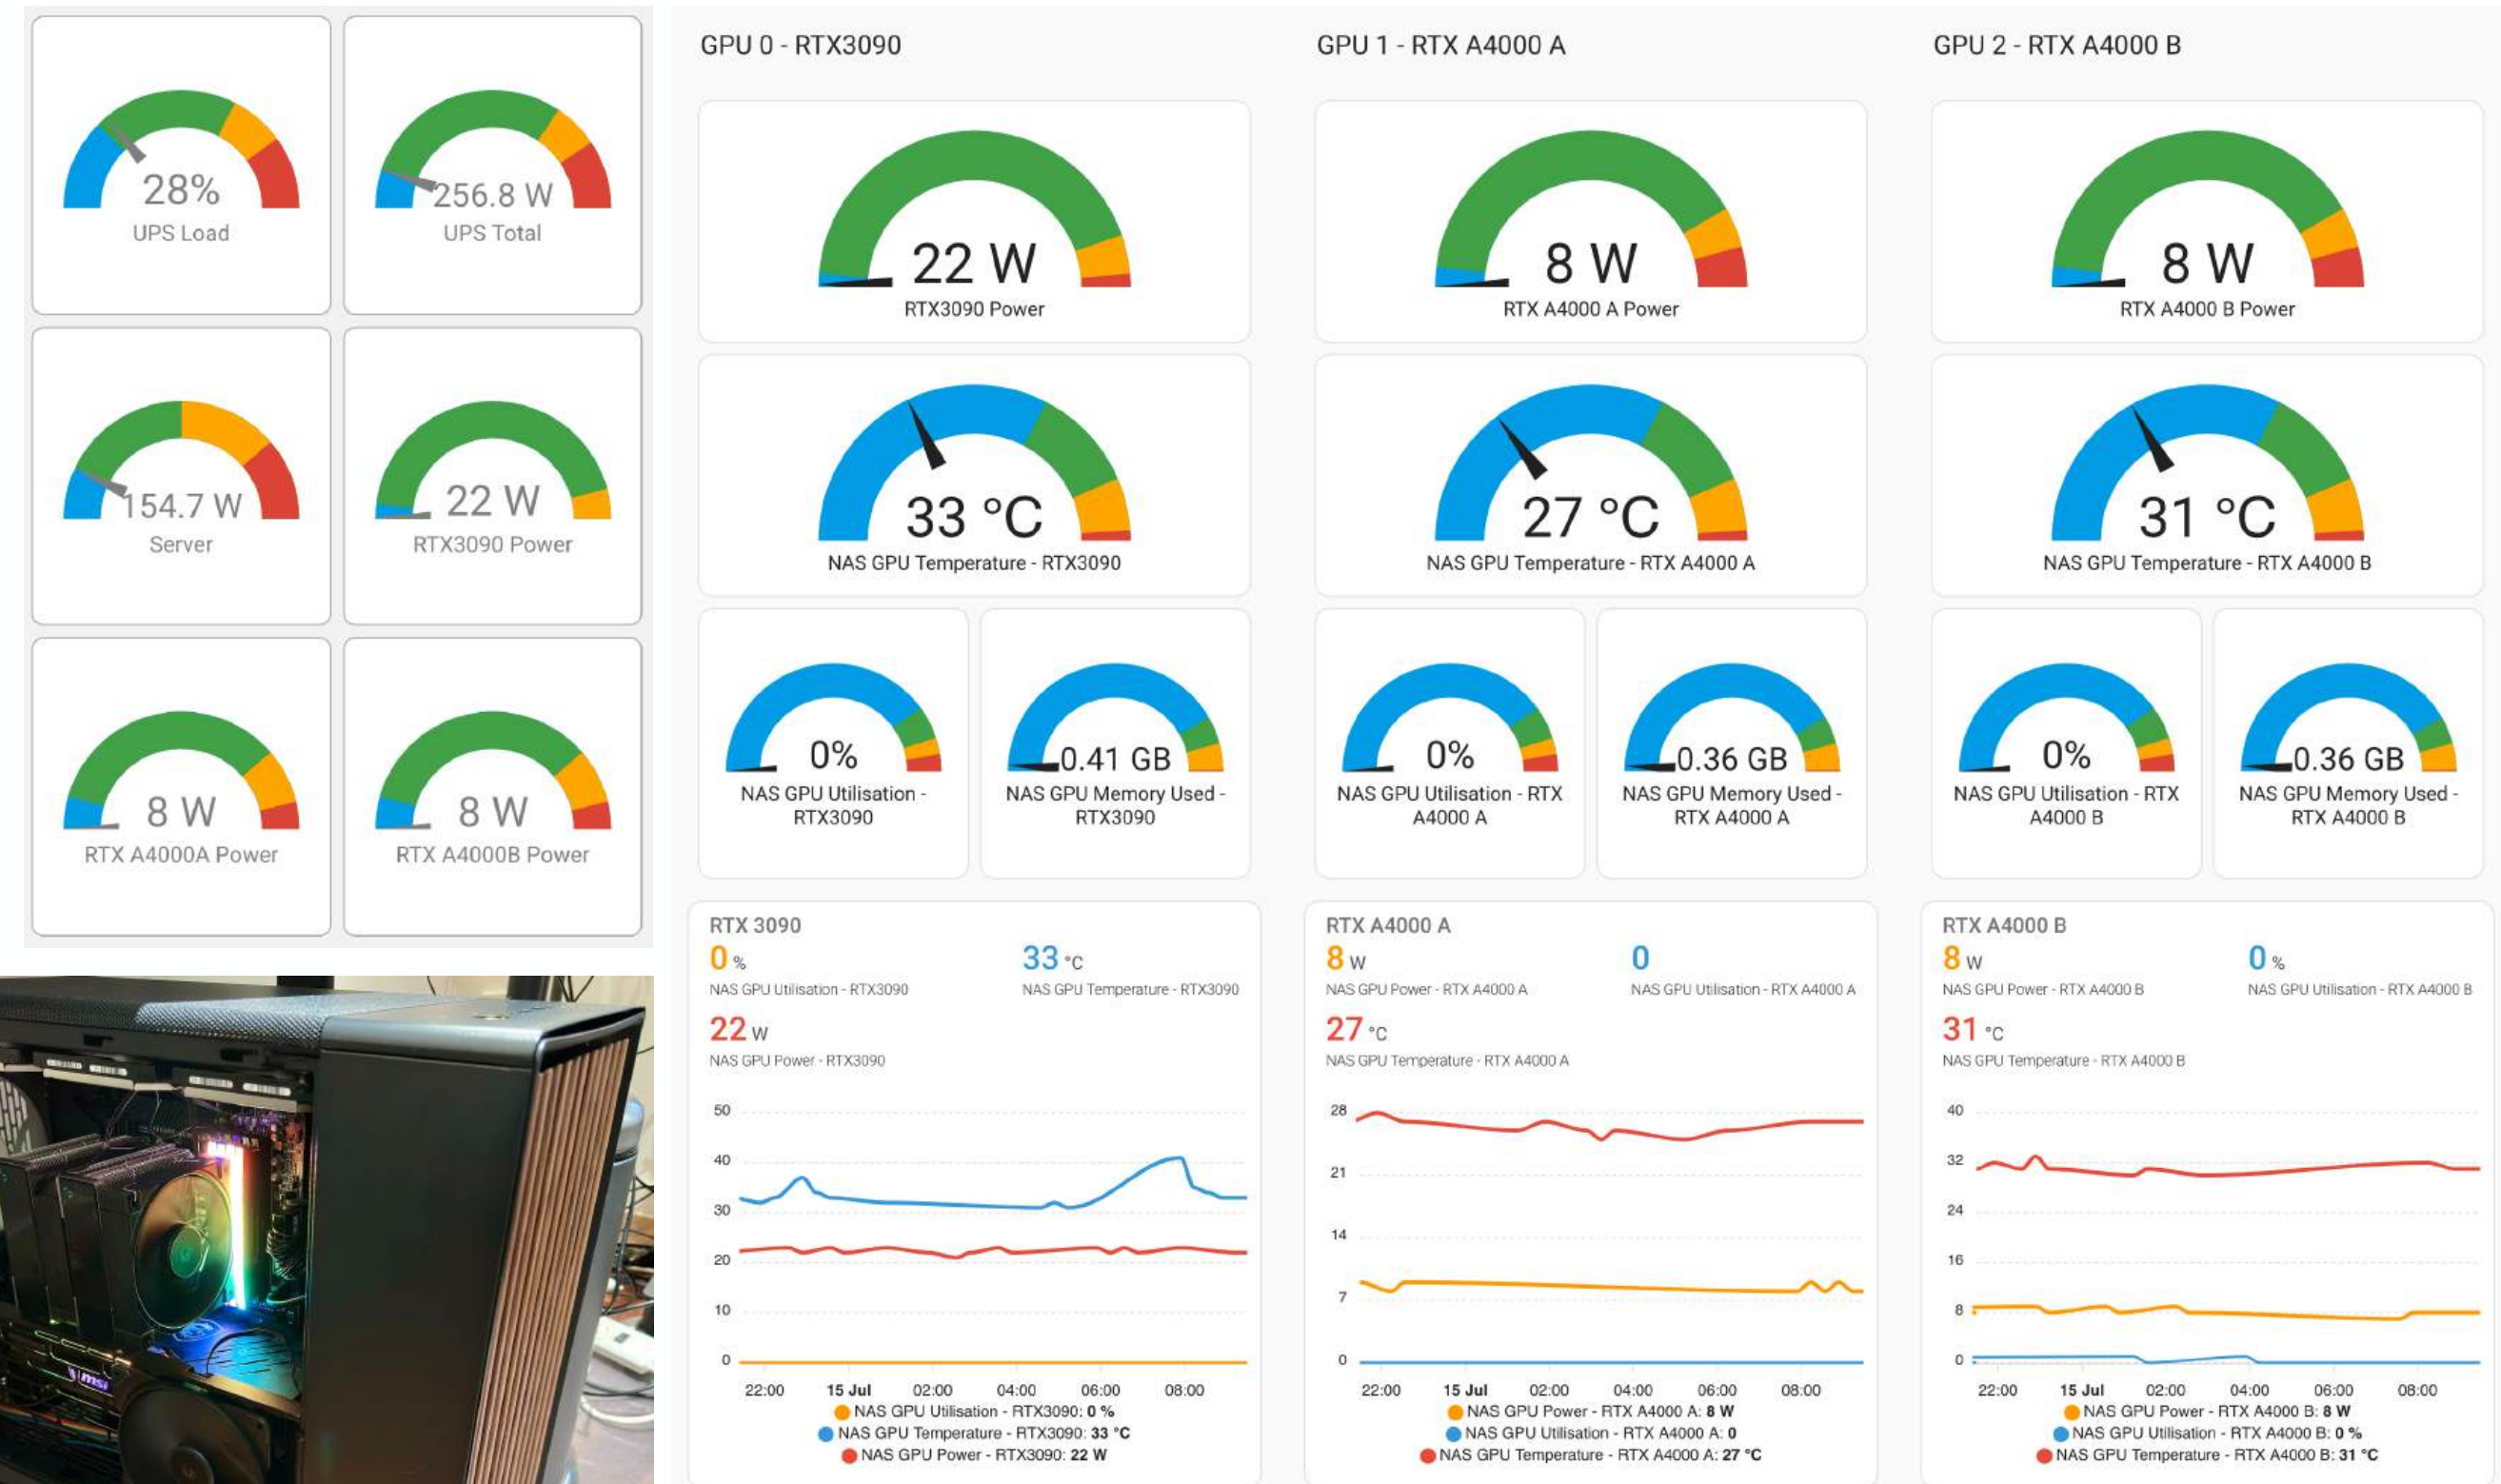 28%
UPS Load
256.8 W
UPS Total
154.7 W
Server
22 W
RTX3090 Power
8 W
RTX A4000A Power
8 W
RTX A4000B Power
msi
GPU 0 - RTX3090
22 W
RTX3090 Power
33 °C
NAS GPU Temperature - RTX3090
0%
NAS GPU Utilisation -
RTX3090
0.41 GB
NAS GPU Memory Used -
RTX3090
RTX 3090
0 %
NAS GPU Utilisation - RTX3090
33 °C
NAS GPU Temperature - RTX3090
22 W
NAS GPU Power - RTX3090
50
40
30
20
10
0
22:00 15 Jul 02:00 04:00 06:00 08:00
NAS GPU Utilisation - RTX3090: 0 %
NAS GPU Temperature - RTX3090: 33 °C
NAS GPU Power - RTX3090: 22 W
GPU 1 - RTX A4000 A
8 W
RTX A4000 A Power
27 °C
NAS GPU Temperature - RTX A4000 A
0%
NAS GPU Utilisation - RTX
A4000 A
0.36 GB
NAS GPU Memory Used -
RTX A4000 A
RTX A4000 A
8 W
NAS GPU Power - RTX A4000 A
0
NAS GPU Utilisation - RTX A4000 A
27 °C
NAS GPU Temperature - RTX A4000 A
28
21
14
7
0
22:00 15 Jul 02:00 04:00 06:00 08:00
NAS GPU Power - RTX A4000 A: 8 W
NAS GPU Utilisation - RTX A4000 A: 0
NAS GPU Temperature - RTX A4000 A: 27 °C
GPU 2 - RTX A4000 B
8 W
RTX A4000 B Power
31 °C
NAS GPU Temperature - RTX A4000 B
0%
NAS GPU Utilisation - RTX
A4000 B
0.36 GB
NAS GPU Memory Used -
RTX A4000 B
RTX A4000 B
8 W
NAS GPU Power - RTX A4000 B
0 %
NAS GPU Utilisation - RTX A4000 B
31 °C
NAS GPU Temperature - RTX A4000 B
40
32
24
16
8
0
22:00 15 Jul 02:00 04:00 06:00 08:00
NAS GPU Power - RTX A4000 B: 8 W
NAS GPU Utilisation - RTX A4000 B: 0 %
NAS GPU Temperature - RTX A4000 B: 31 °C